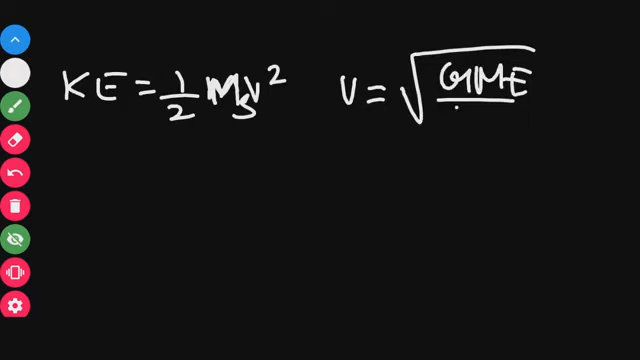 KE = 1/2 Msv² v = √GME